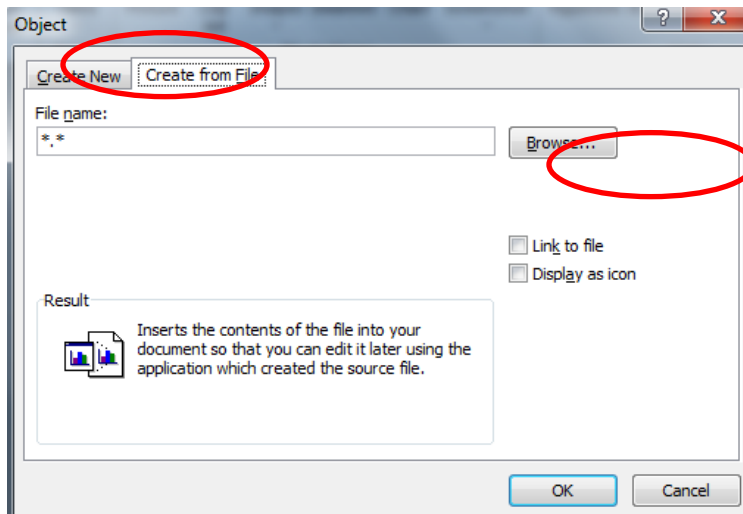 Object
?
X
Create New
Create from File
File name:
*.*
Browse...
Link to file
Display as icon
Result
Inserts the contents of the file into your
document so that you can edit it later using the
application which created the source file.
OK
Cancel